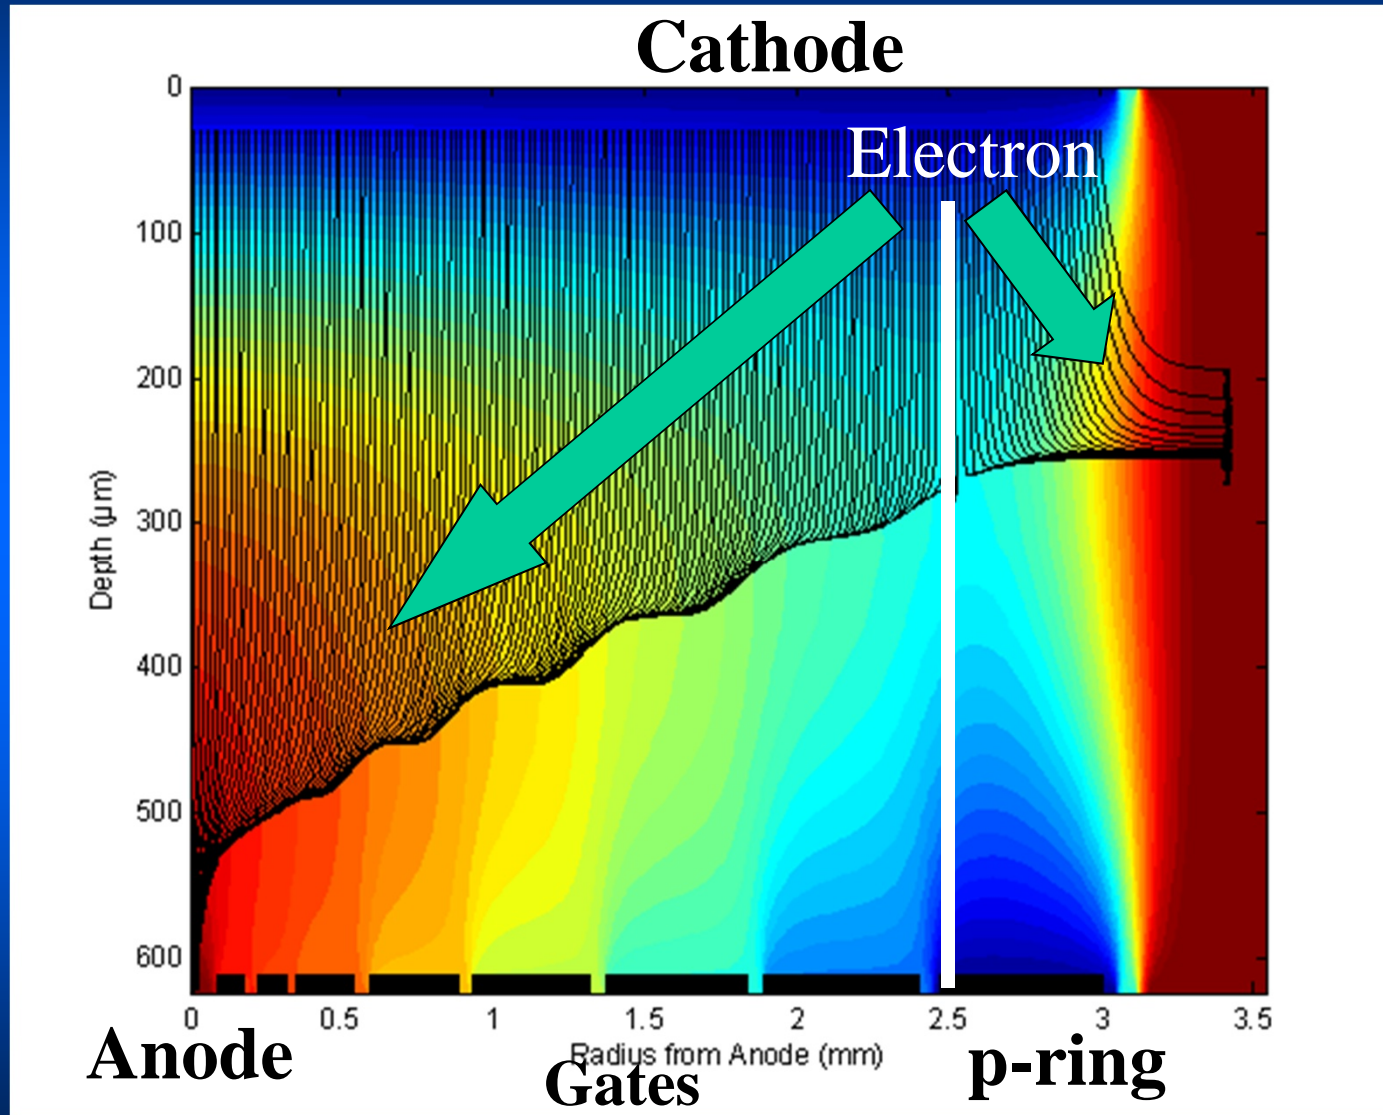 Cathode
Electron
0
100
200
300
400
500
600
Depth (µm)
0 0.5 1 1.5 2 2.5 3 3.5
Radius from Anode (mm)
Anode
Gates
p-ring